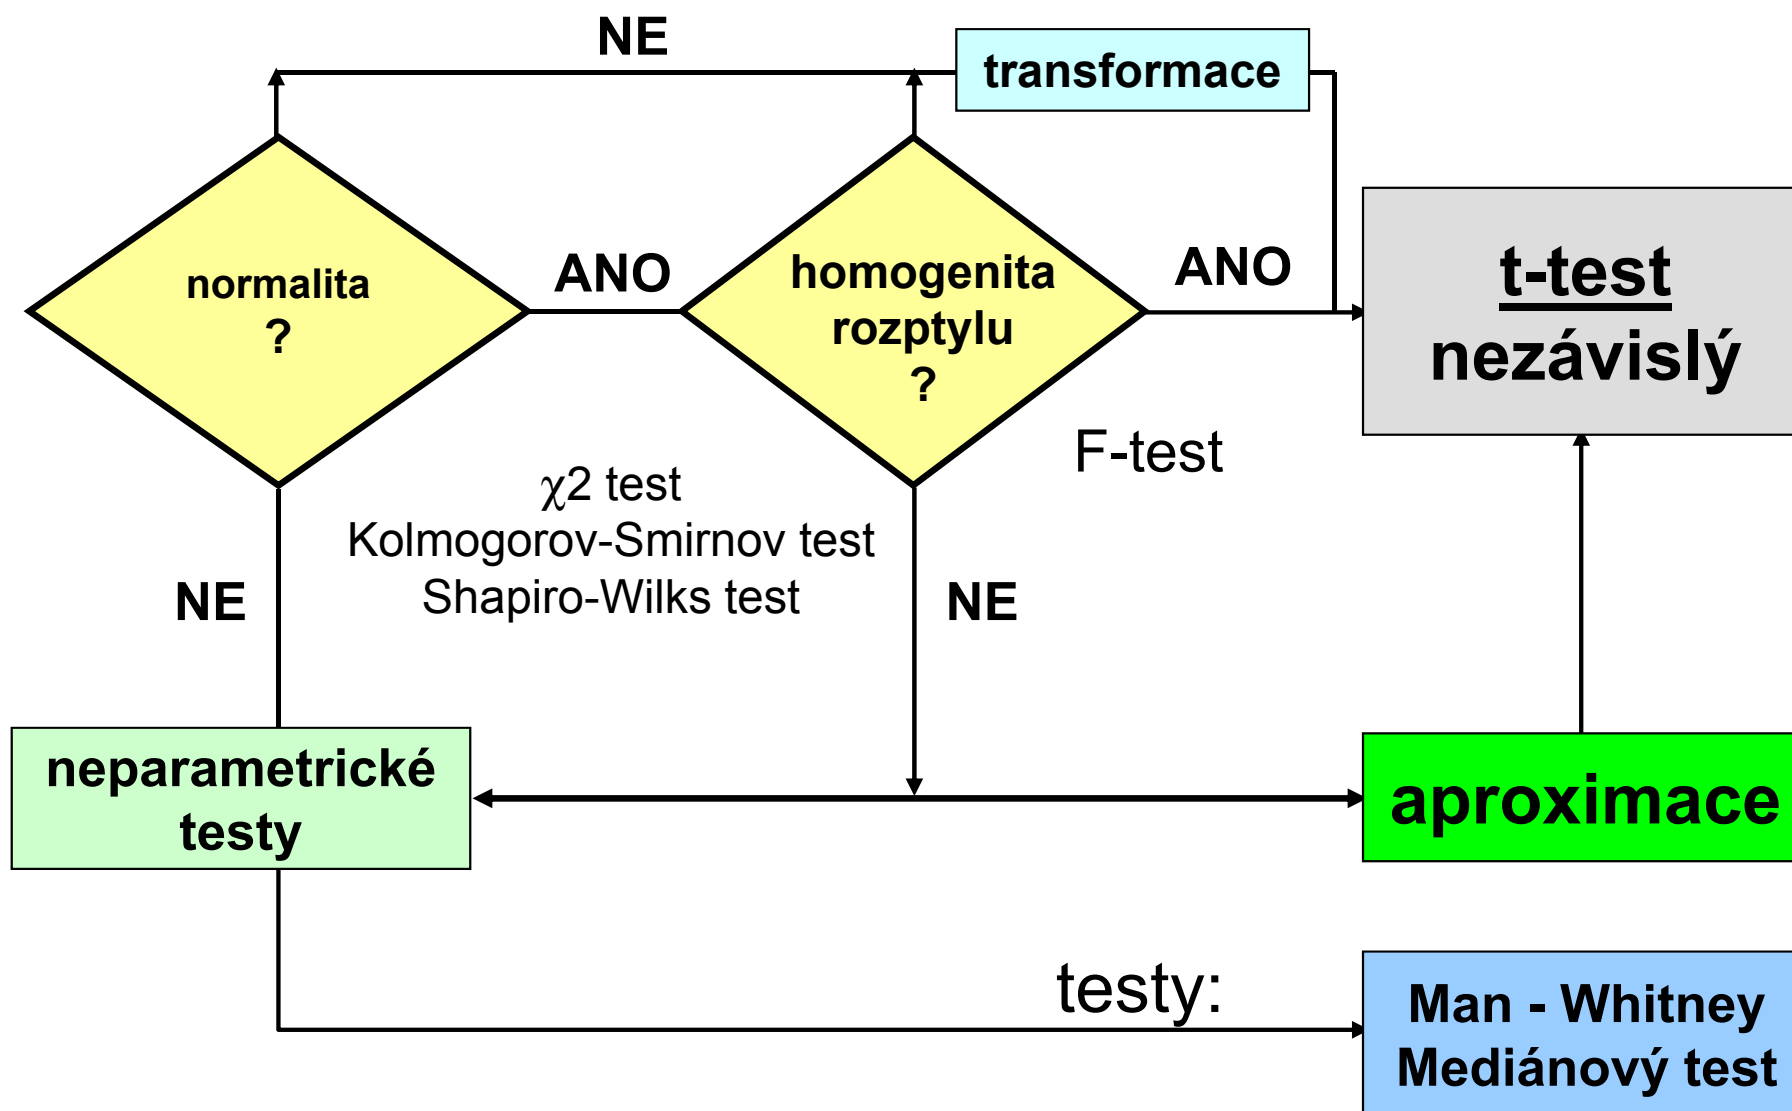 NE
transformace
normalita
?
ANO
homogenita
rozptylu
?
ANO
t-test
nezávislý
F-test
χ2 test
Kolmogorov-Smirnov test
Shapiro-Wilks test
NE
NE
neparametrické
testy
aproximace
testy:
Man - Whitney
Mediánový test